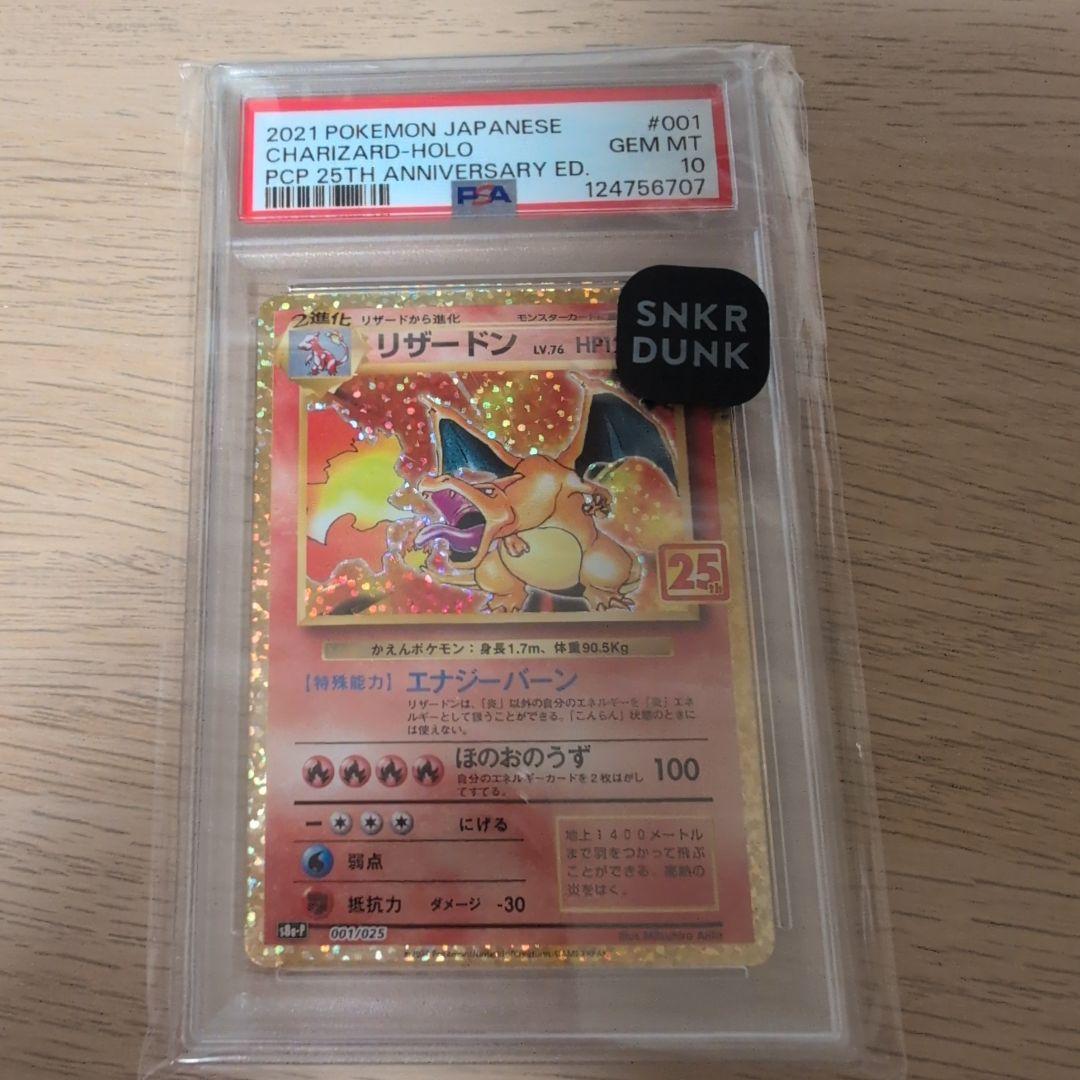 2021 POKEMON JAPANESE #001
CHARIZARD-HOLO GEM MT
PCP 25TH ANNIVERSARY ED. 10
PSA 124756707
SNKR
DUNK
2進化 リザードから進化 モンスターカード
リザードン LV.76 HP12
25th
かえんポケモン：身長1.7m、体重90.5Kg
【特殊能力】 エナジーバーン
リザードンは、「炎」以外の自分のエネルギーを「炎」エネ
ルギーとして扱うことができる。「こんらん」状態のときに
は使えない。
ほのおのうず 100
自分のエネルギーカードを2枚はがし
てすてる。
にげる
弱点
抵抗力 ダメージ -30
地上1400メートル
まで羽をつかって飛ぶ
ことができる。高熱の
炎をはく。
s8a-P 001/025
Illus. Mitsuhiro Arita